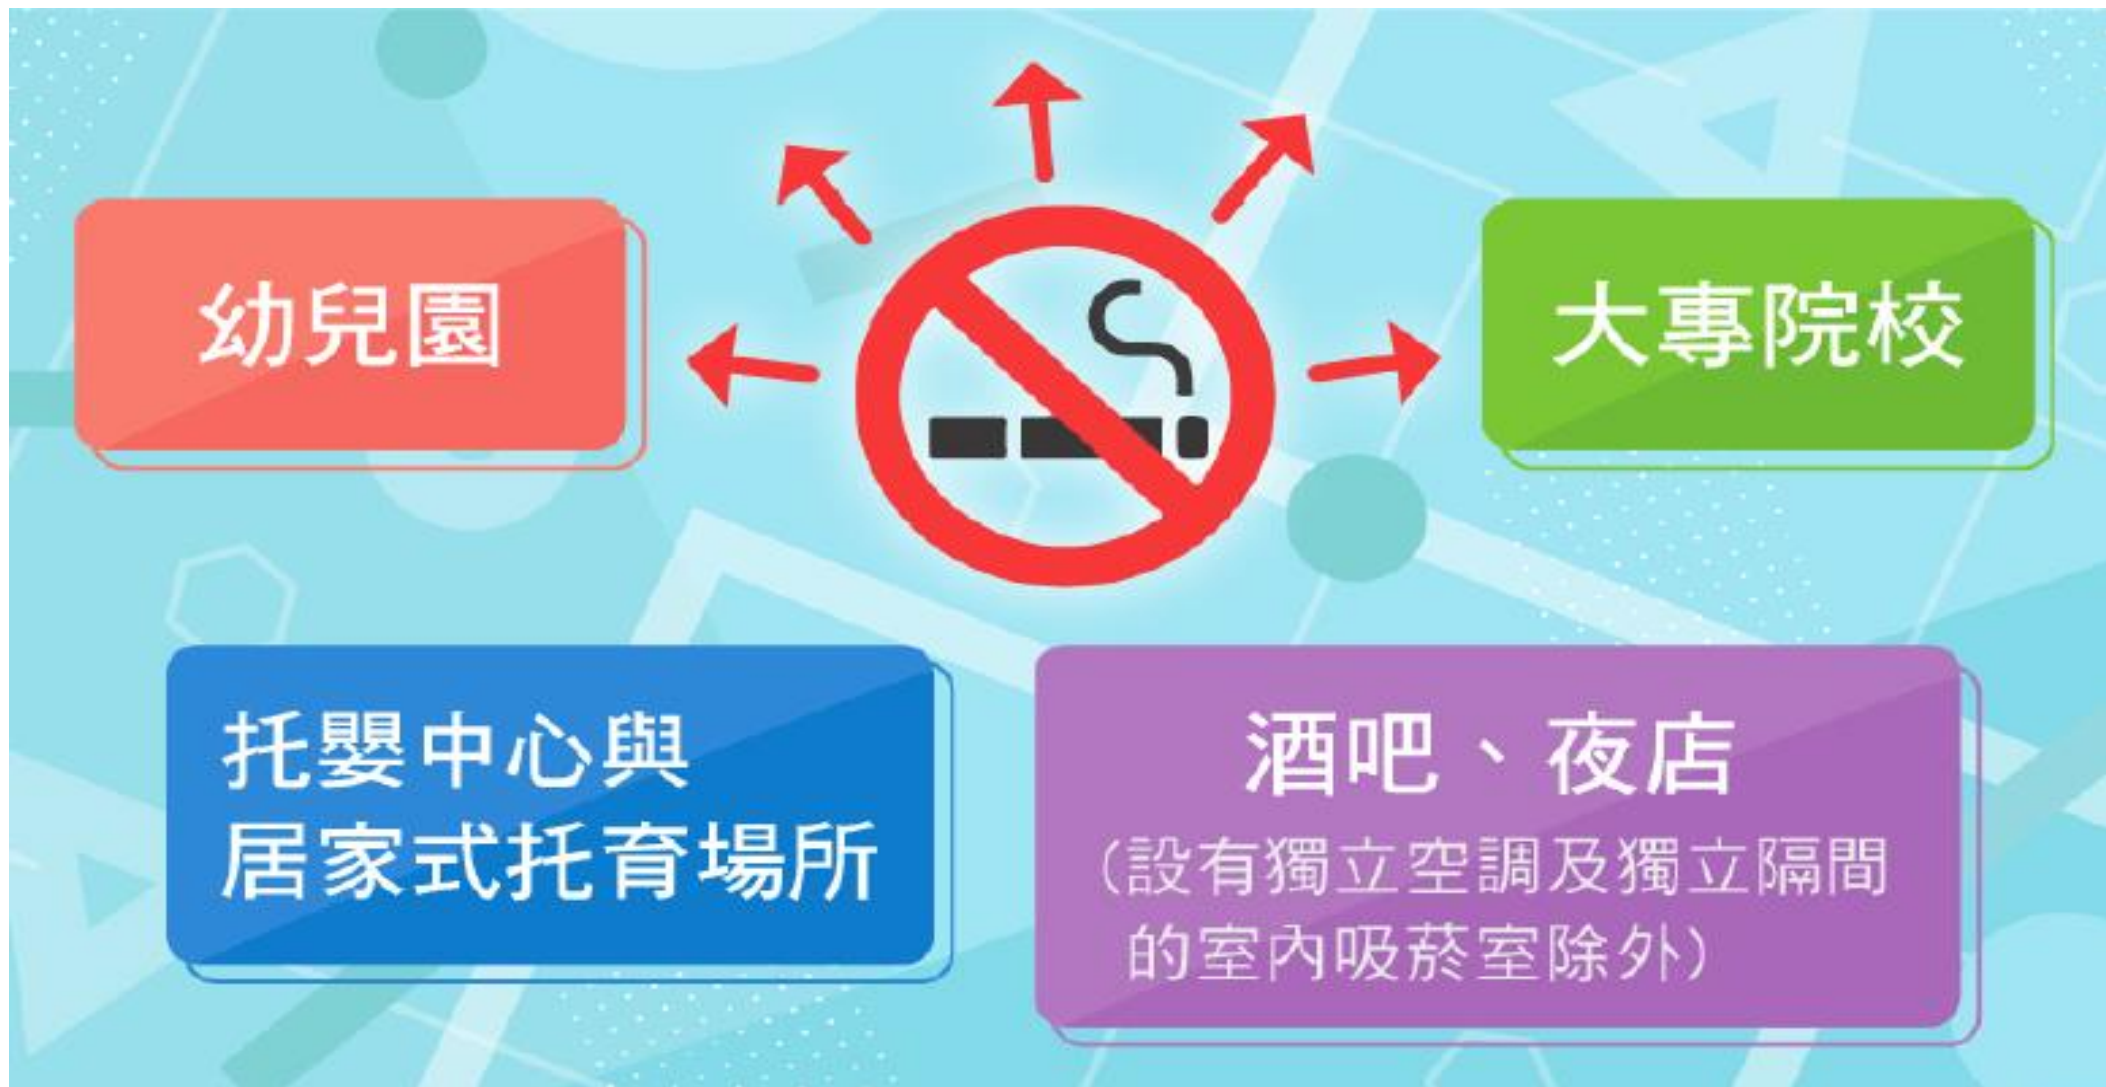 幼兒園
大專院校
托嬰中心與
居家式托育場所
酒吧、夜店
（設有獨立空調及獨立隔間
的室內吸菸室除外）